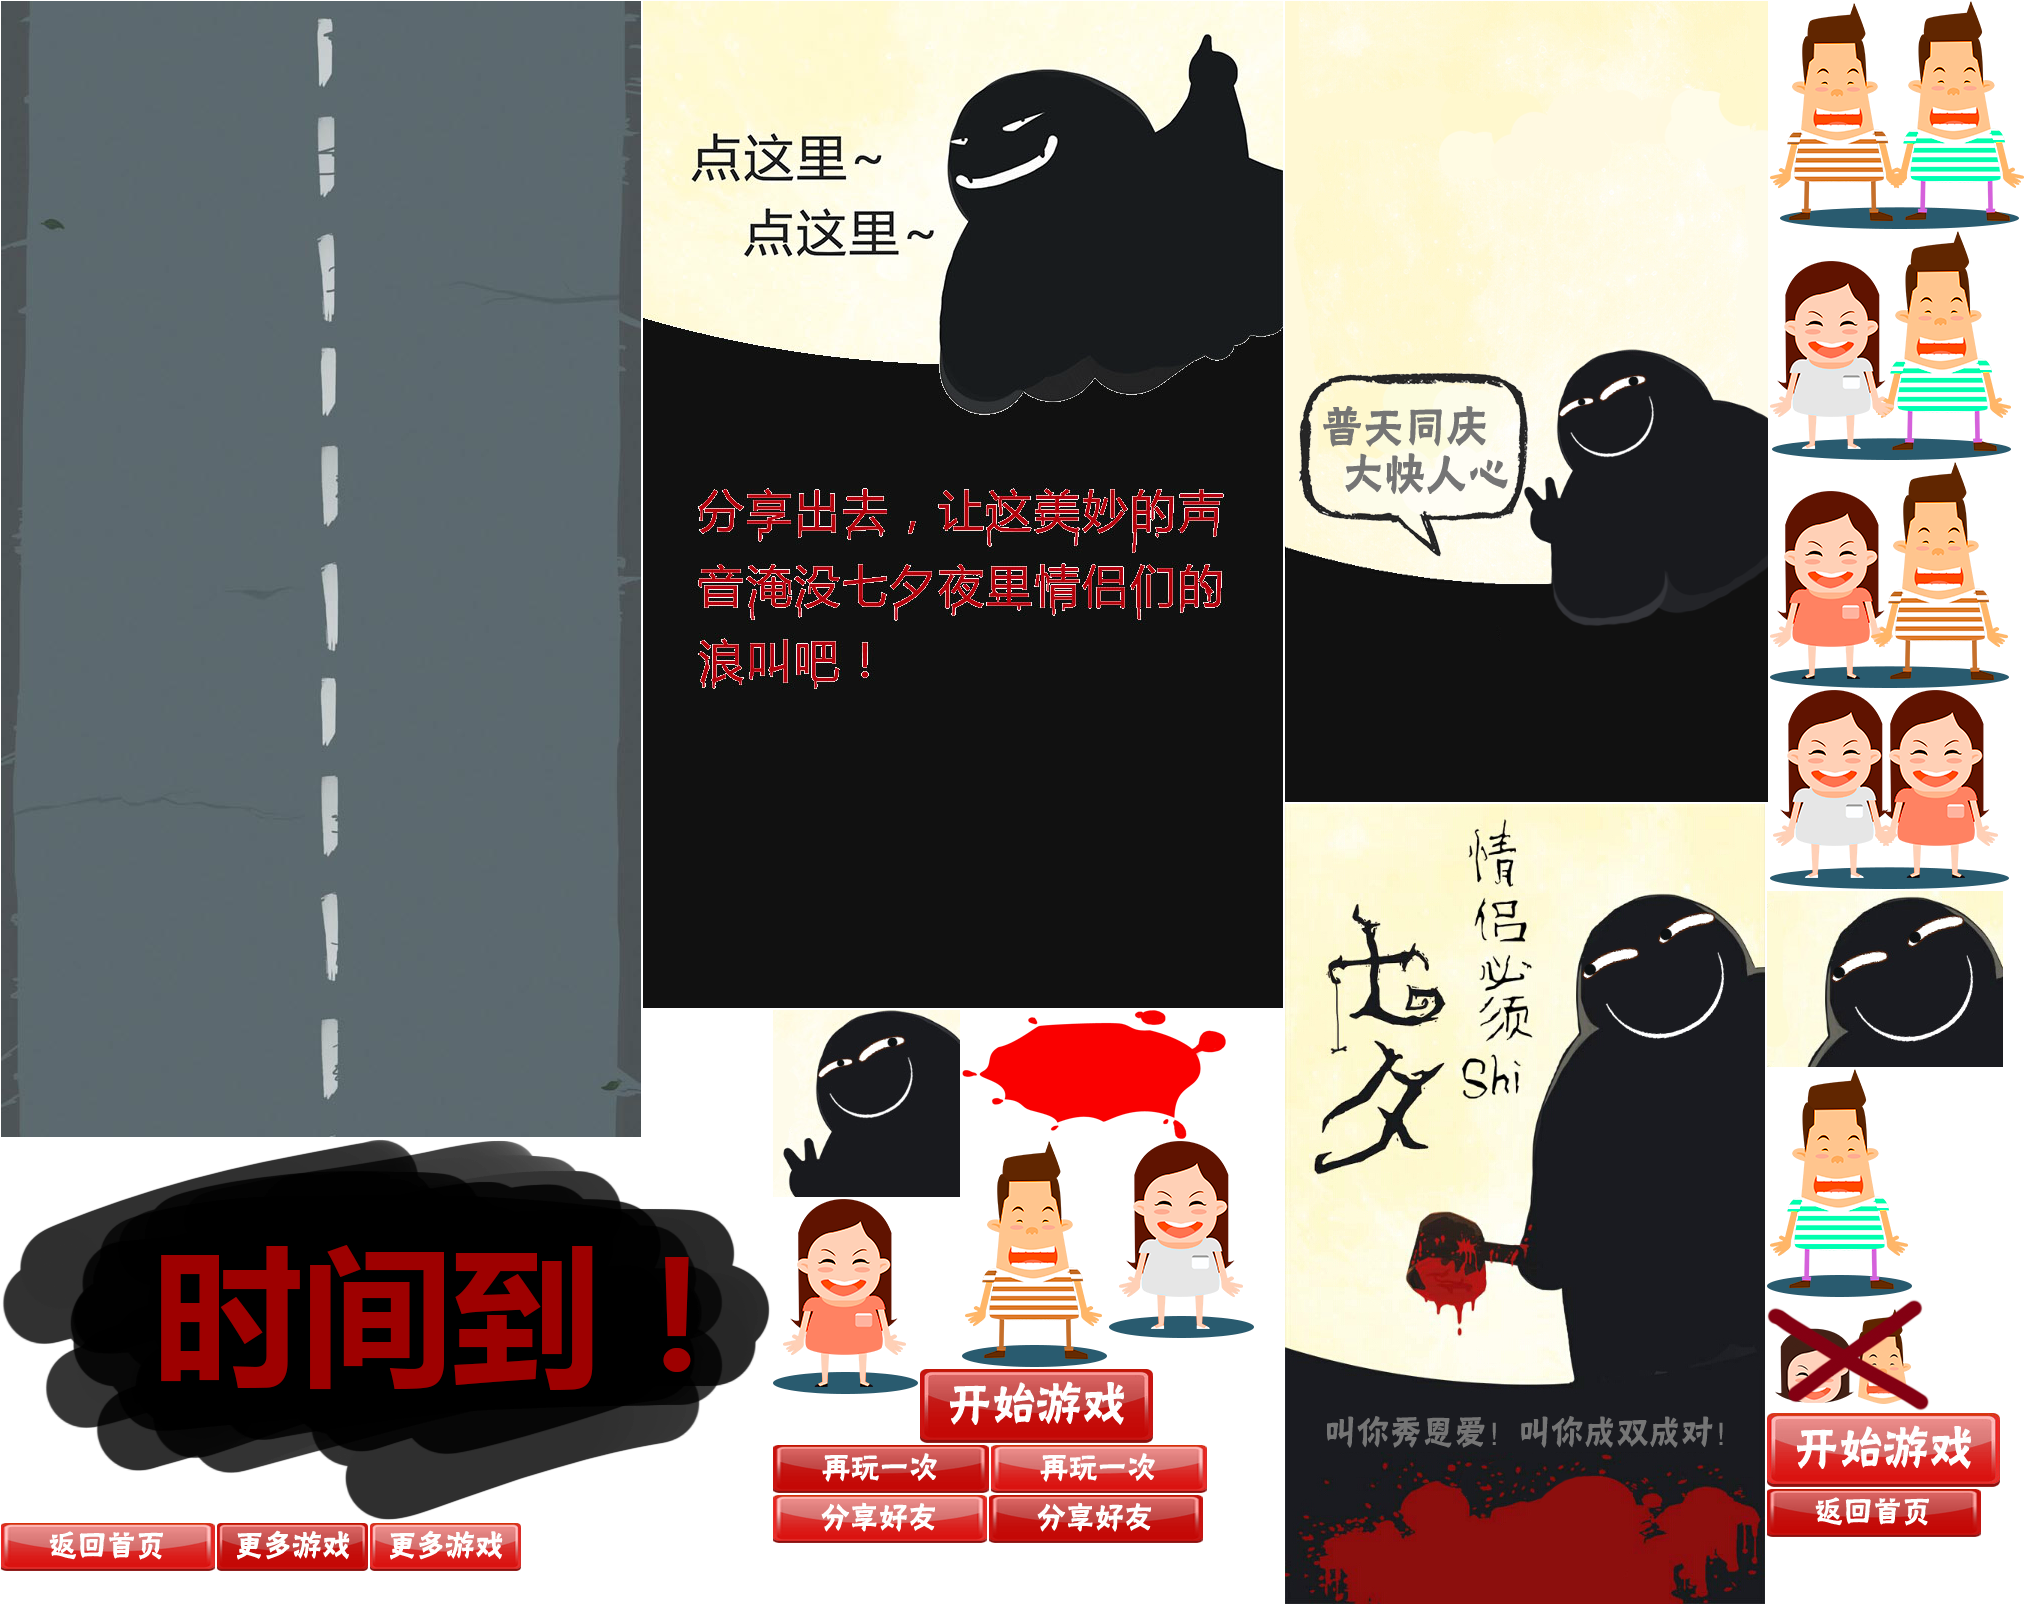 点这里~
点这里~
分享出去，让这美妙的声
音淹没七夕夜里情侣们的
浪叫吧！
普天同庆
大快人心
七夕
情侣必须Shi
叫你秀恩爱！叫你成双成对！
时间到！
开始游戏
再玩一次
再玩一次
分享好友
分享好友
返回首页
更多游戏
更多游戏
开始游戏
返回首页